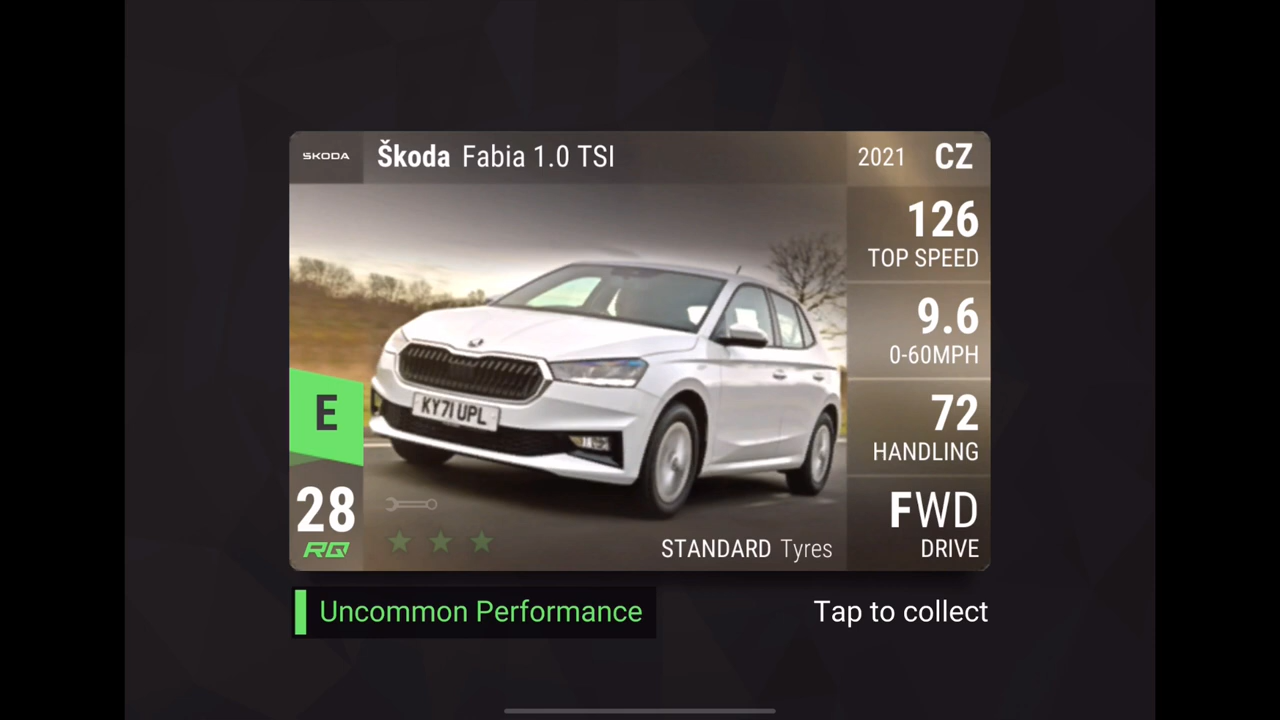 SKODA
Škoda Fabia 1.0 TSI
2021 CZ
126
TOP SPEED
9.6
0-60MPH
72
HANDLING
FWD
DRIVE
E
28
RQ
KY71 UPL
STANDARD Tyres
Uncommon Performance
Tap to collect